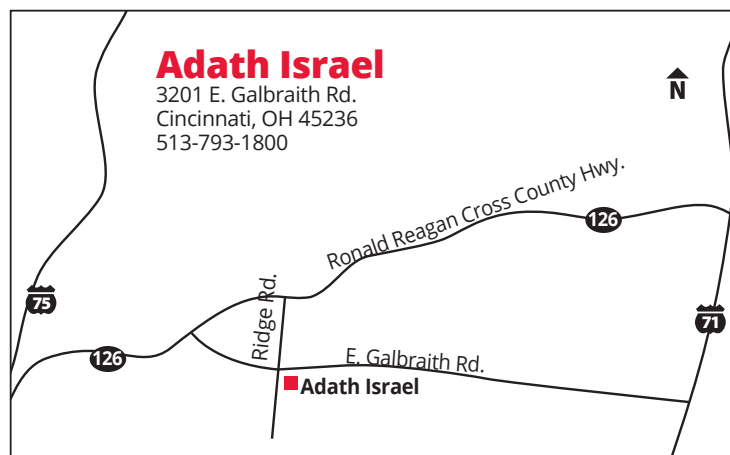 Adath Israel
3201 E. Galbraith Rd.
Cincinnati, OH 45236
513-793-1800
N
Ronald Reagan Cross County Hwy.
126
75
Ridge Rd.
71
126
E. Galbraith Rd.
Adath Israel